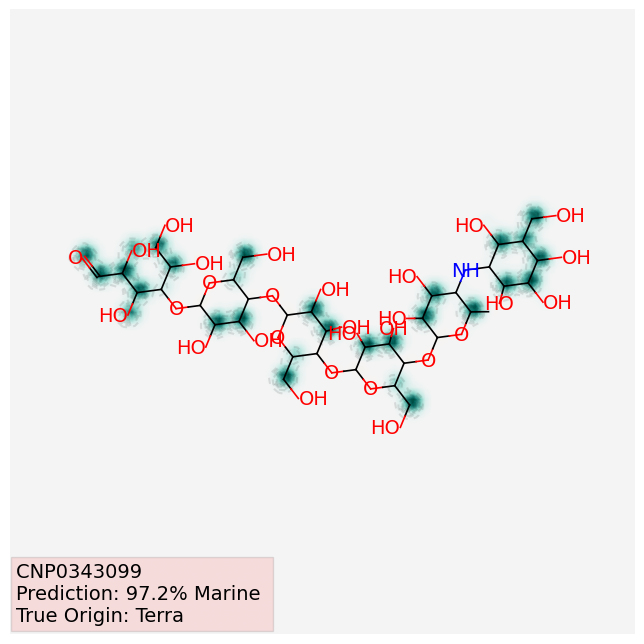 OH
OH HO
O OH OH OH
OH
HO NH
O O OH HO OH
HO O HO
HO OH OH O
HO OH O
O O
O
OH
HO
CNP0343099
Prediction: 97.2% Marine
True Origin: Terra